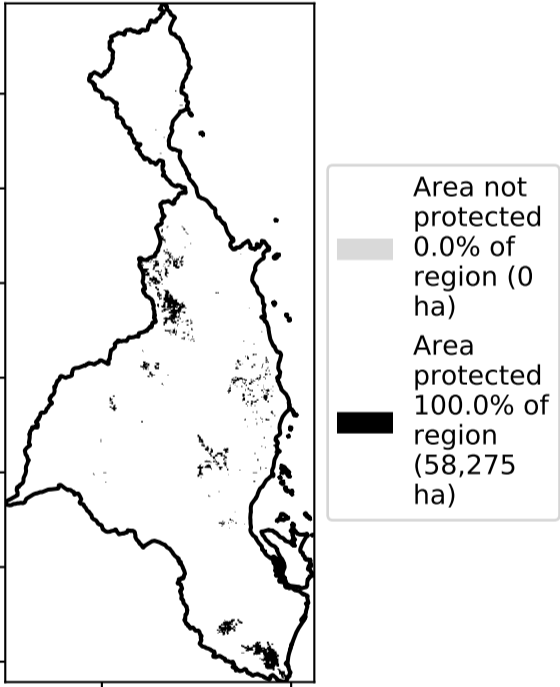 Area not
protected
0.0% of
region (0
ha)
Area
protected
100.0% of
region
(58,275
ha)